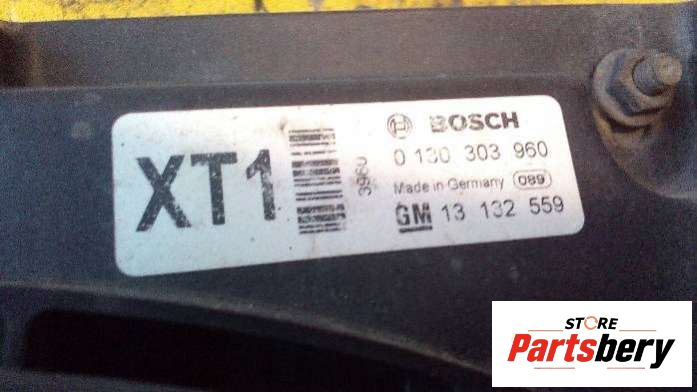 XT1
3960
BOSCH
0 130 303 960
Made in Germany 089
GM 13 132 559
STORE
Partsbery